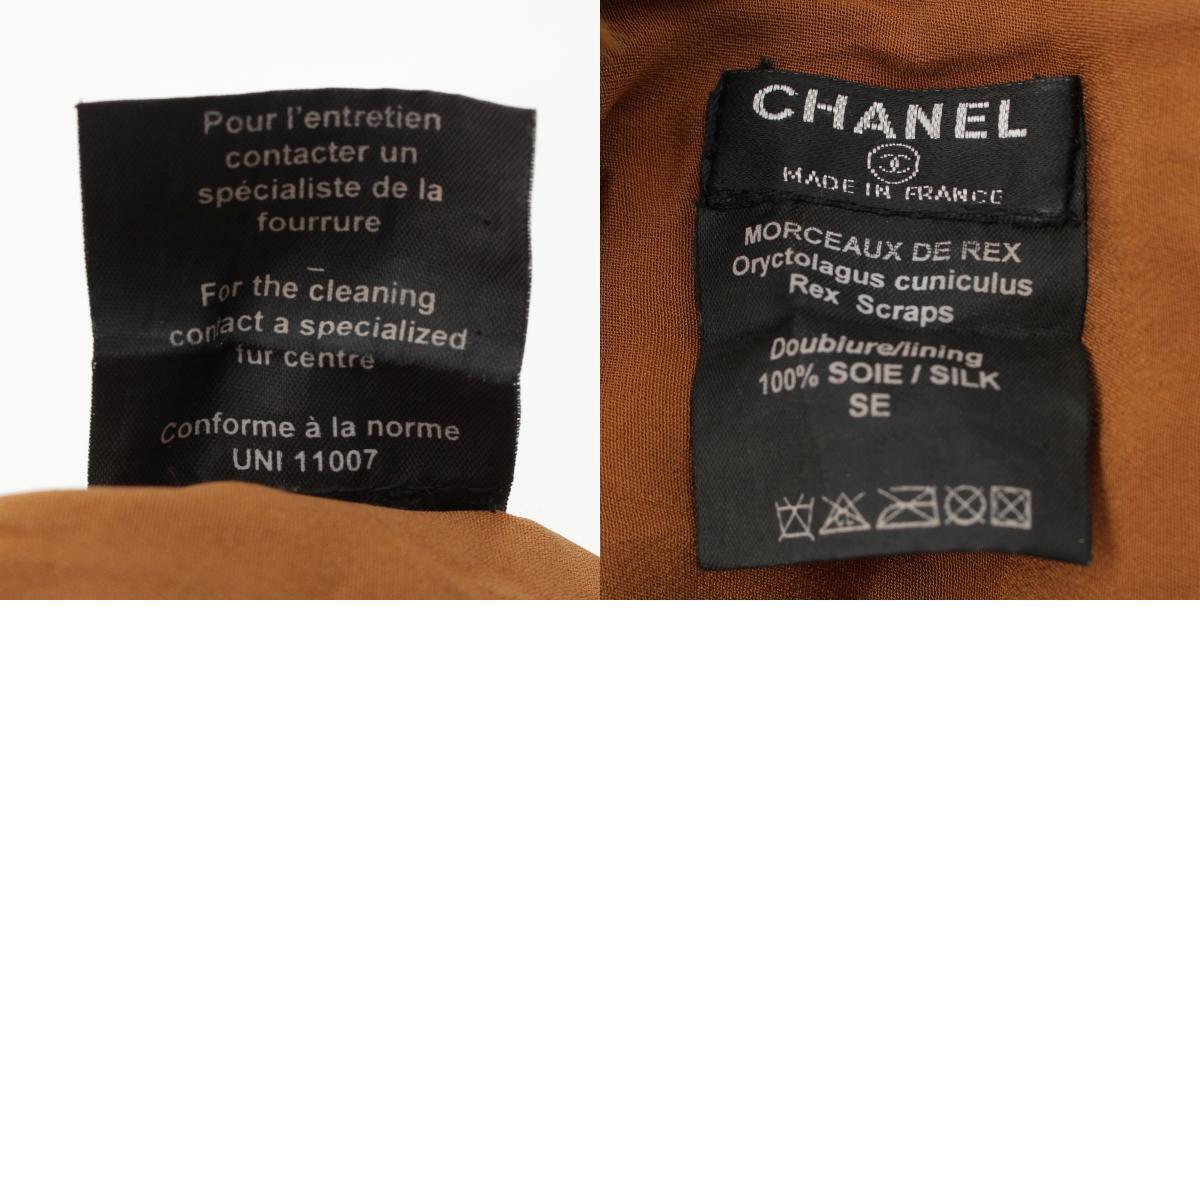 Pour l'entretien
contacter un
spécialiste de la
fourrure
For the cleaning
contact a specialized
fur centre
Conforme à la norme
UNI 11007
CHANEL
MADE IN FRANCE
MORCEAUX DE REX
Oryctolagus cuniculus
Rex Scraps
Doublure/lining
100% SOIE / SILK
SE